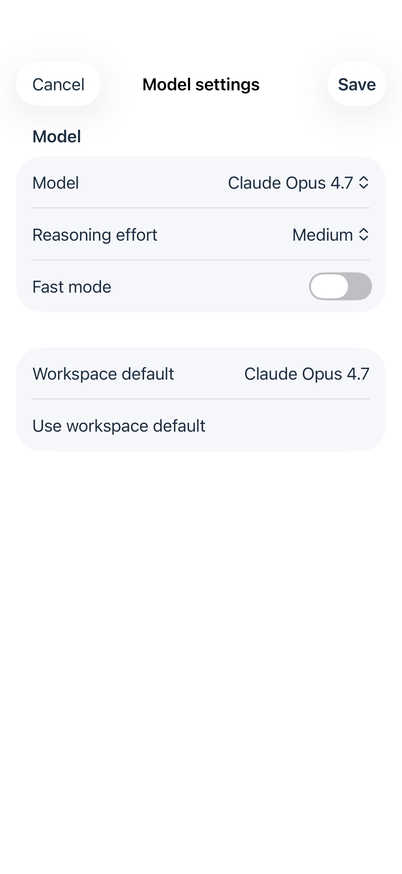 Cancel Model settings Save
Model
Model Claude Opus 4.7
Reasoning effort Medium
Fast mode
Workspace default Claude Opus 4.7
Use workspace default